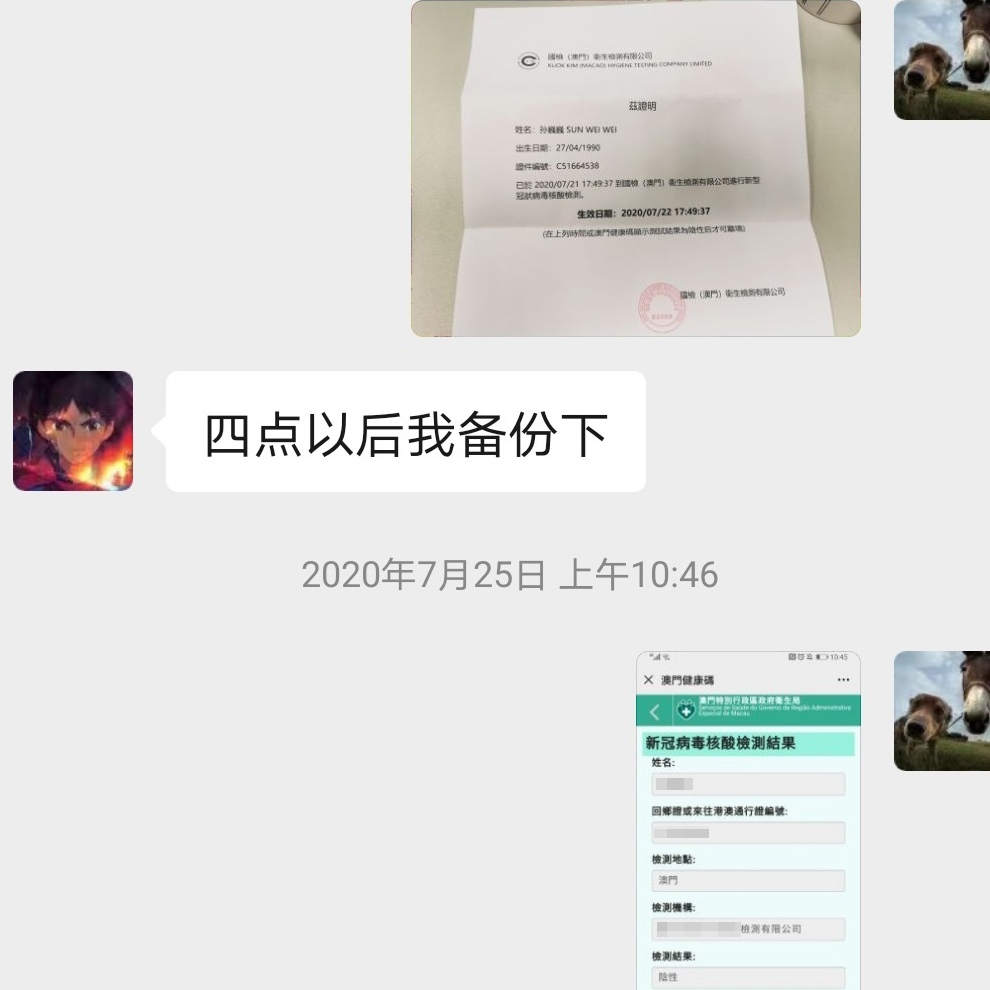 國檢（澳門）衛生檢測有限公司
KUOK KIM (MACAO) HYGIENE TESTING COMPANY LIMITED
茲證明
姓名：孙巍巍 SUN WEI WEI
出生日期：27/04/1990
證件編號：C51664538
已於 2020/07/21 17:49:37 到國檢（澳門）衛生檢測有限公司進行新型
冠狀病毒核酸檢測。
生效日期：2020/07/22 17:49:37
(在上列時間或澳門健康碼顯示測試結果為陰性后才可離境)
國檢（澳門）衛生檢測有限公司
四点以后我备份下
2020年7月25日 上午10:46
10:45
澳門健康碼
澳門特別行政區政府衛生局
Serviços de Saúde do Governo da Região Administrativa
Especial de Macau
新冠病毒核酸檢測結果
姓名:
回鄉證或來往港澳通行證編號:
檢測地點:
澳門
檢測機構:
檢測有限公司
檢測結果:
陰性